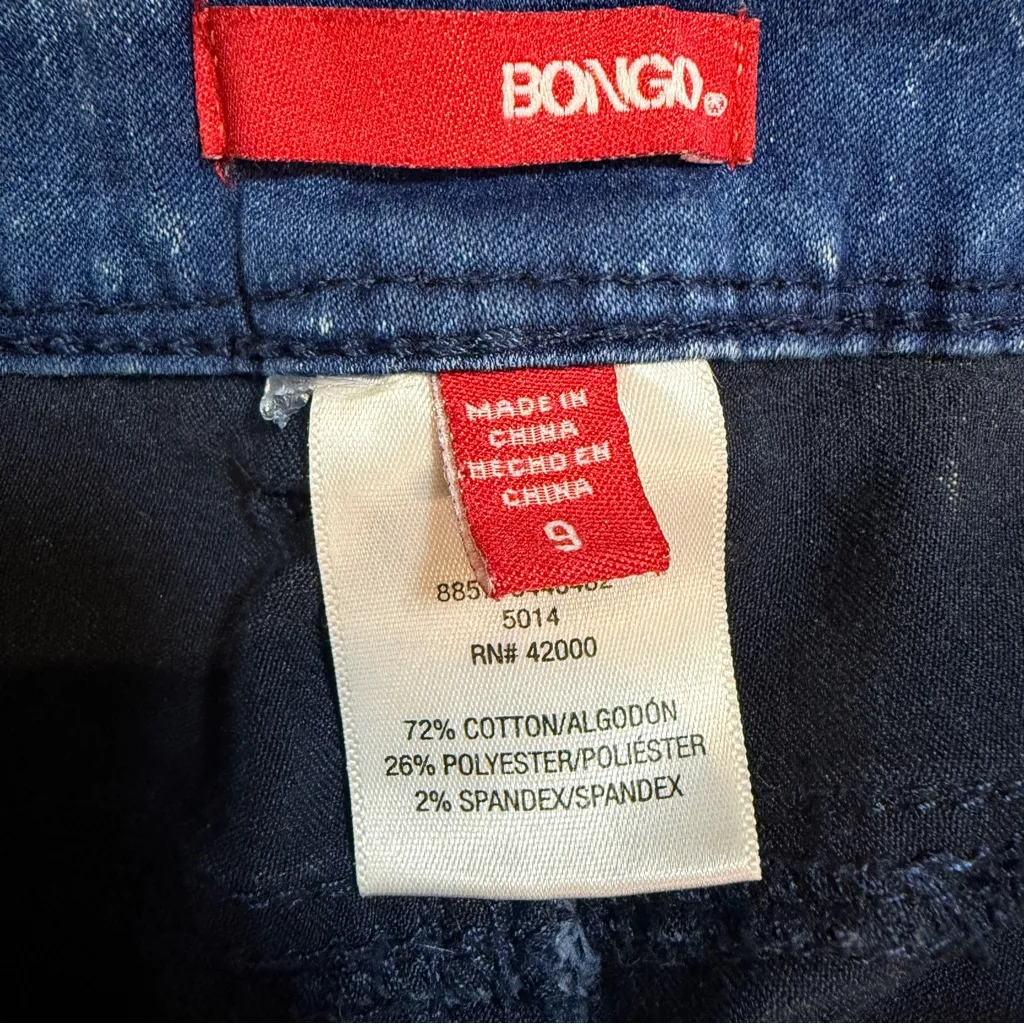 BONGO®
MADE IN
CHINA
HECHO EN
CHINA
9
5014
RN# 42000
72% COTTON/ALGODÓN
26% POLYESTER/POLIÉSTER
2% SPANDEX/SPANDEX